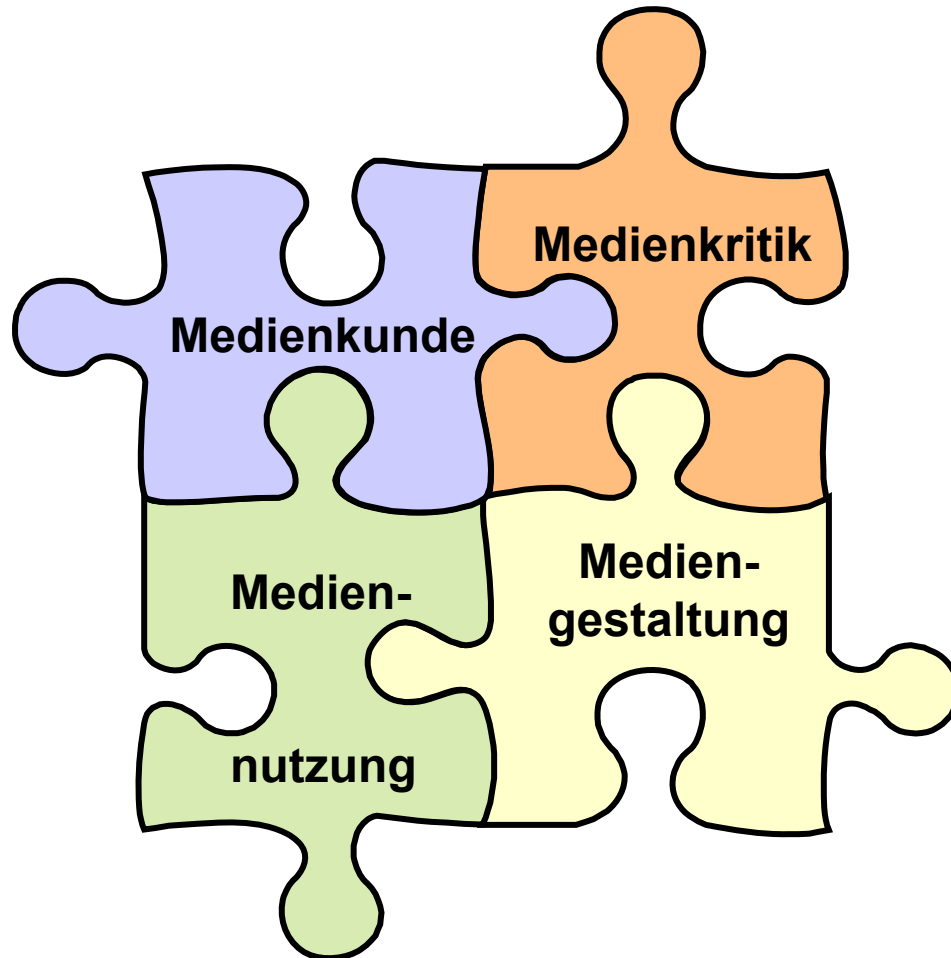 Medienkritik
Medienkunde
Medien-
gestaltung
Medien-
nutzung